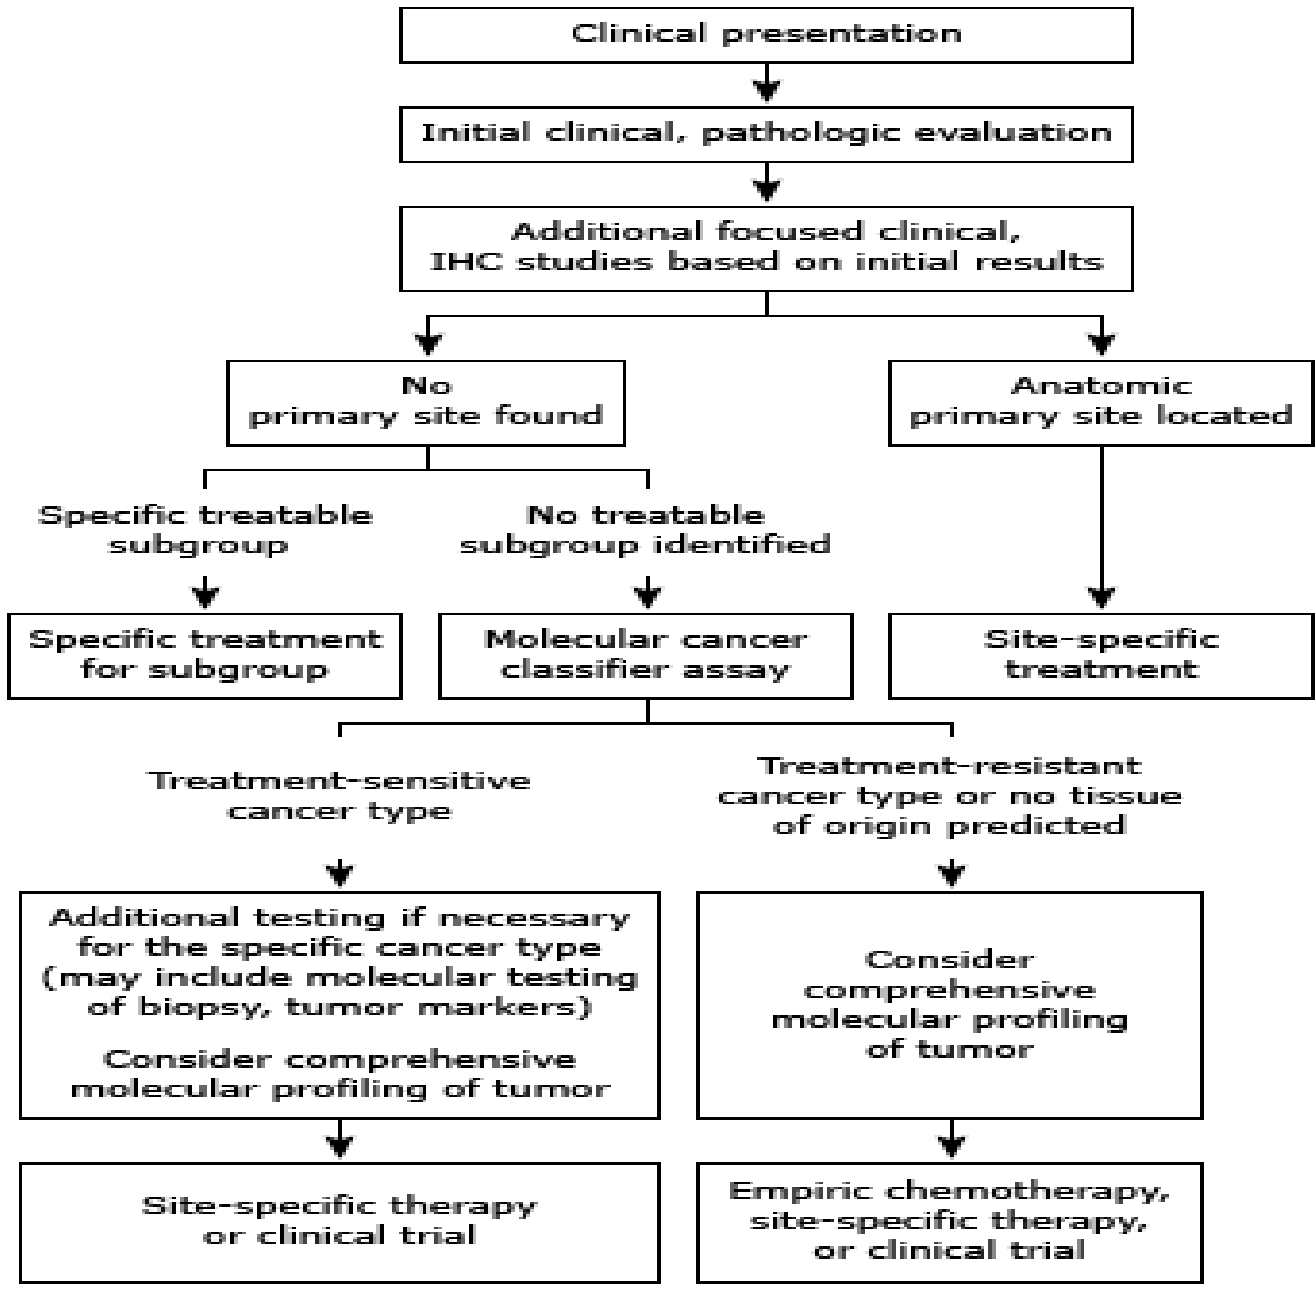 Clinical presentation
Initial clinical, pathologic evaluation
Additional focused clinical,
IHC studies based on initial results
No
primary site found
Anatomic
primary site located
Specific treatable
subgroup
No treatable
subgroup identified
Specific treatment
for subgroup
Molecular cancer
classifier assay
Site-specific
treatment
Treatment-sensitive
cancer type
Treatment-resistant
cancer type or no tissue
of origin predicted
Additional testing if necessary
for the specific cancer type
(may include molecular testing
of biopsy, tumor markers)
Consider comprehensive
molecular profiling of tumor
Consider
comprehensive
molecular profiling
of tumor
Site-specific therapy
or clinical trial
Empiric chemotherapy,
site-specific therapy,
or clinical trial